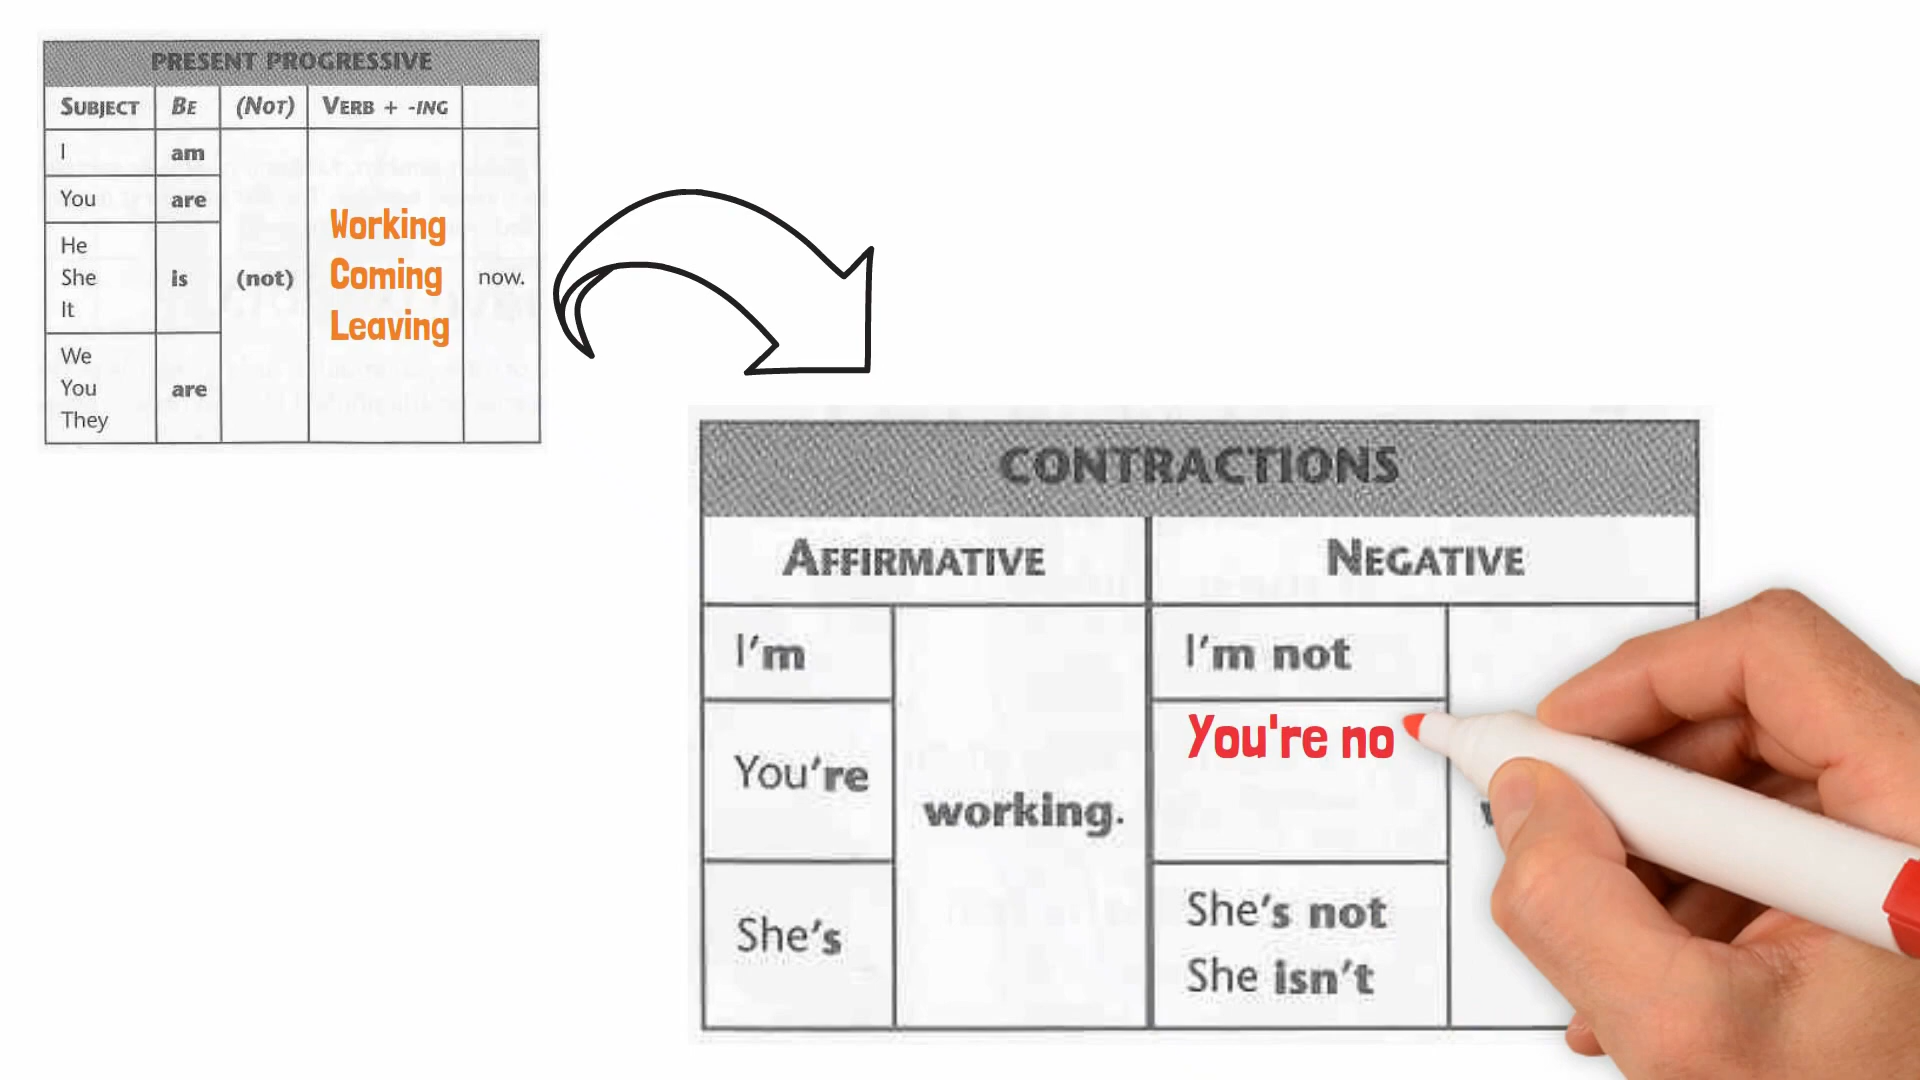 PRESENT PROGRESSIVE
SUBJECT BE (NOT) VERB + -ING
I am
You are
He
She is (not) now.
It
Working
Coming
Leaving
We
You are
They
CONTRACTIONS
AFFIRMATIVE NEGATIVE
I'm I'm not
You're no
You're
working.
She's
She's not
She isn't